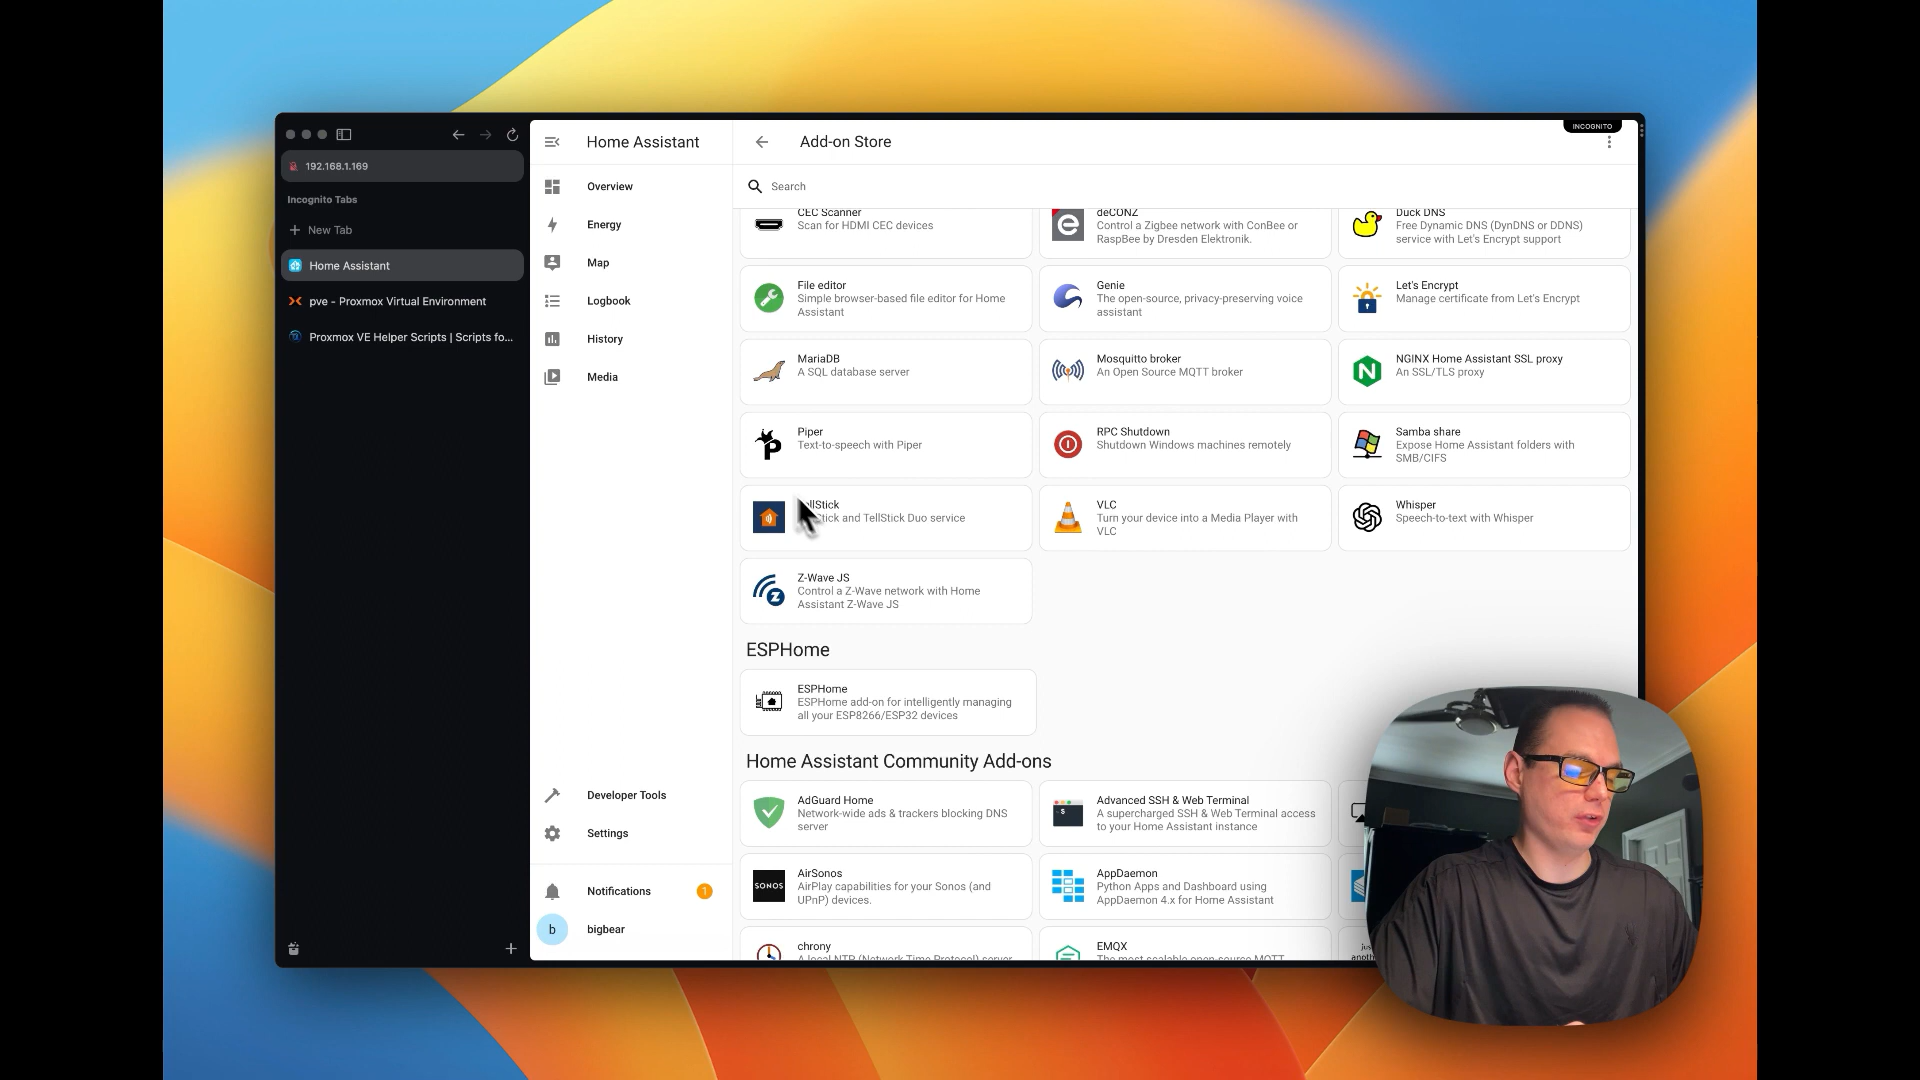 192.168.1.169
Incognito Tabs
New Tab
Home Assistant
pve - Proxmox Virtual Environment
Proxmox VE Helper Scripts | Scripts fo...
Home Assistant
Overview
Energy
Map
Logbook
History
Media
Developer Tools
Settings
Notifications
1
b
bigbear
Add-on Store
INCOGNITO
Search
CEC Scanner
Scan for HDMI CEC devices
deCONZ
Control a Zigbee network with ConBee or
RaspBee by Dresden Elektronik.
Duck DNS
Free Dynamic DNS (DynDNS or DDNS)
service with Let's Encrypt support
File editor
Simple browser-based file editor for Home
Assistant
Genie
The open-source, privacy-preserving voice
assistant
Let's Encrypt
Manage certificate from Let's Encrypt
MariaDB
A SQL database server
Mosquitto broker
An Open Source MQTT broker
NGINX Home Assistant SSL proxy
An SSL/TLS proxy
Piper
Text-to-speech with Piper
RPC Shutdown
Shutdown Windows machines remotely
Samba share
Expose Home Assistant folders with
SMB/CIFS
and TellStick Duo service
VLC
Turn your device into a Media Player with
VLC
Whisper
Speech-to-text with Whisper
Z-Wave JS
Control a Z-Wave network with Home
Assistant Z-Wave JS
ESPHome
ESPHome
ESPHome add-on for intelligently managing
all your ESP8266/ESP32 devices
Home Assistant Community Add-ons
AdGuard Home
Network-wide ads & trackers blocking DNS
server
Advanced SSH & Web Terminal
A supercharged SSH & Web Terminal access
to your Home Assistant instance
SONOS
AirSonos
AirPlay capabilities for your Sonos (and
UPnP) devices.
AppDaemon
Python Apps and Dashboard using
AppDaemon 4.x for Home Assistant
chrony
A local NTP (Network Time Protocol) server
EMQX
The most scalable open-source MQTT